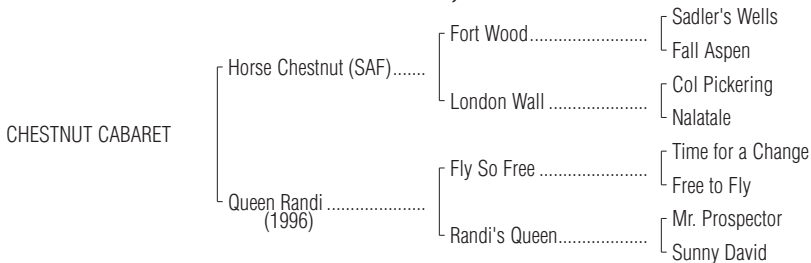 Sadler's Wells
Fort Wood..........................
Fall Aspen
Horse Chestnut (SAF).......
Col Pickering
London Wall ......................
Nalatale
CHESTNUT CABARET
Time for a Change
Fly So Free ........................
Free to Fly
Queen Randi ......................
(1996)
Mr. Prospector
Randi's Queen....................
Sunny David